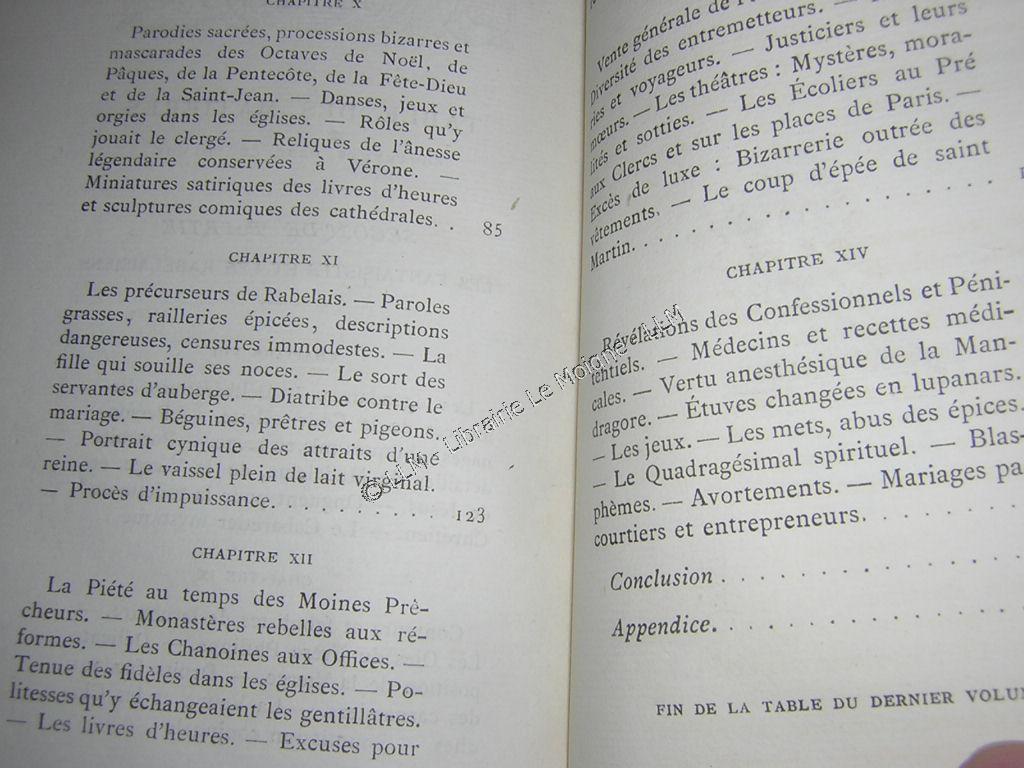 CHAPITRE X
Parodies sacrées, processions bizarres et
mascarades des Octaves de Noël, de
Pâques, de la Pentecôte, de la Fête-Dieu
et de la Saint-Jean. — Danses, jeux et
orgies dans les églises. — Rôles qu'y
jouait le clergé. — Reliques de l'ânesse
légendaire conservées à Vérone. —
Miniatures satiriques des livres d'heures
et sculptures comiques des cathédrales. . 85
CHAPITRE XI
Les précurseurs de Rabelais. — Paroles
grasses, railleries épicées, descriptions
dangereuses, censures immodestes. — La
fille qui souille ses noces. — Le sort des
servantes d'auberge. — Diatribe contre le
mariage. — Béguines, prêtres et pigeons.
— Portrait cynique des attraits d'une
reine. — Le vaissel plein de lait virginal.
— Procès d'impuissance. . . . . . . . . 123
CHAPITRE XII
La Piété au temps des Moines Prê-
cheurs. — Monastères rebelles aux ré-
formes. — Les Chanoines aux Offices. —
Tenue des fidèles dans les églises. — Po-
litesses qu'y échangeaient les gentillâtres.
— Les livres d'heures. — Excuses pour
Vente générale de
Diversité des entremetteurs. —
des et voyageurs. — Justiciers et leurs
mœurs. — Les théâtres : Mystères, mora-
lités et sotties. — Les Écoliers au Pré
aux Clercs et sur les places de Paris. —
Excès de luxe : Bizarrerie outrée des
vêtements. — Le coup d'épée de saint
Martin. . . . . . . . . . . . . . . . .
CHAPITRE XIV
Révélations des Confessionnels et Péni-
tentiels. — Médecins et recettes médi-
cales. — Vertu anesthésique de la Man-
dragore. — Étuves changées en lupanars.
— Les jeux. — Les mets, abus des épices.
— Le Quadragésimal spirituel. — Blas-
phèmes. — Avortements. — Mariages pa
courtiers et entrepreneurs. . . . . . . .
Conclusion . . . . . . . . . . . . . .
Appendice. . . . . . . . . . . . . . .
FIN DE LA TABLE DU DERNIER VOLU
Librairie Le Moigne